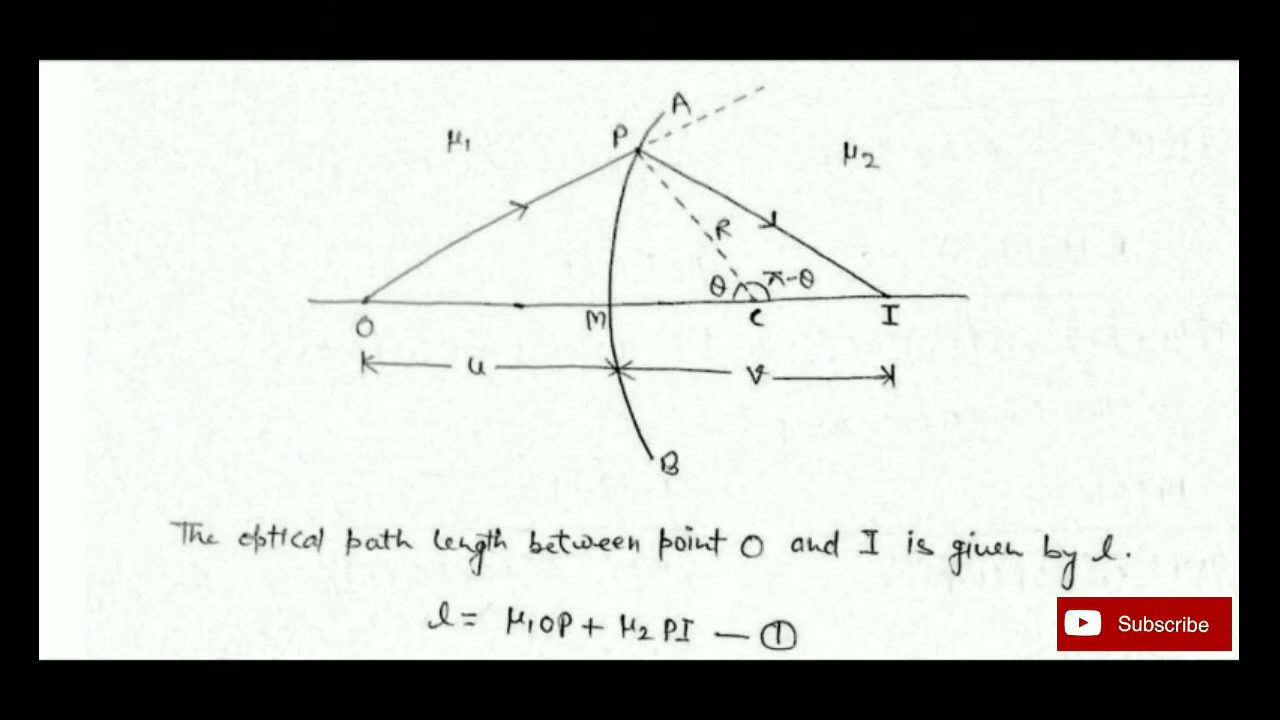 A
P
μ₁
μ₂
R
θ π-θ
O M C I
u v
B
The optical path length between point O and I is given by l.
l = μ₁OP + μ₂PI — ①
Subscribe